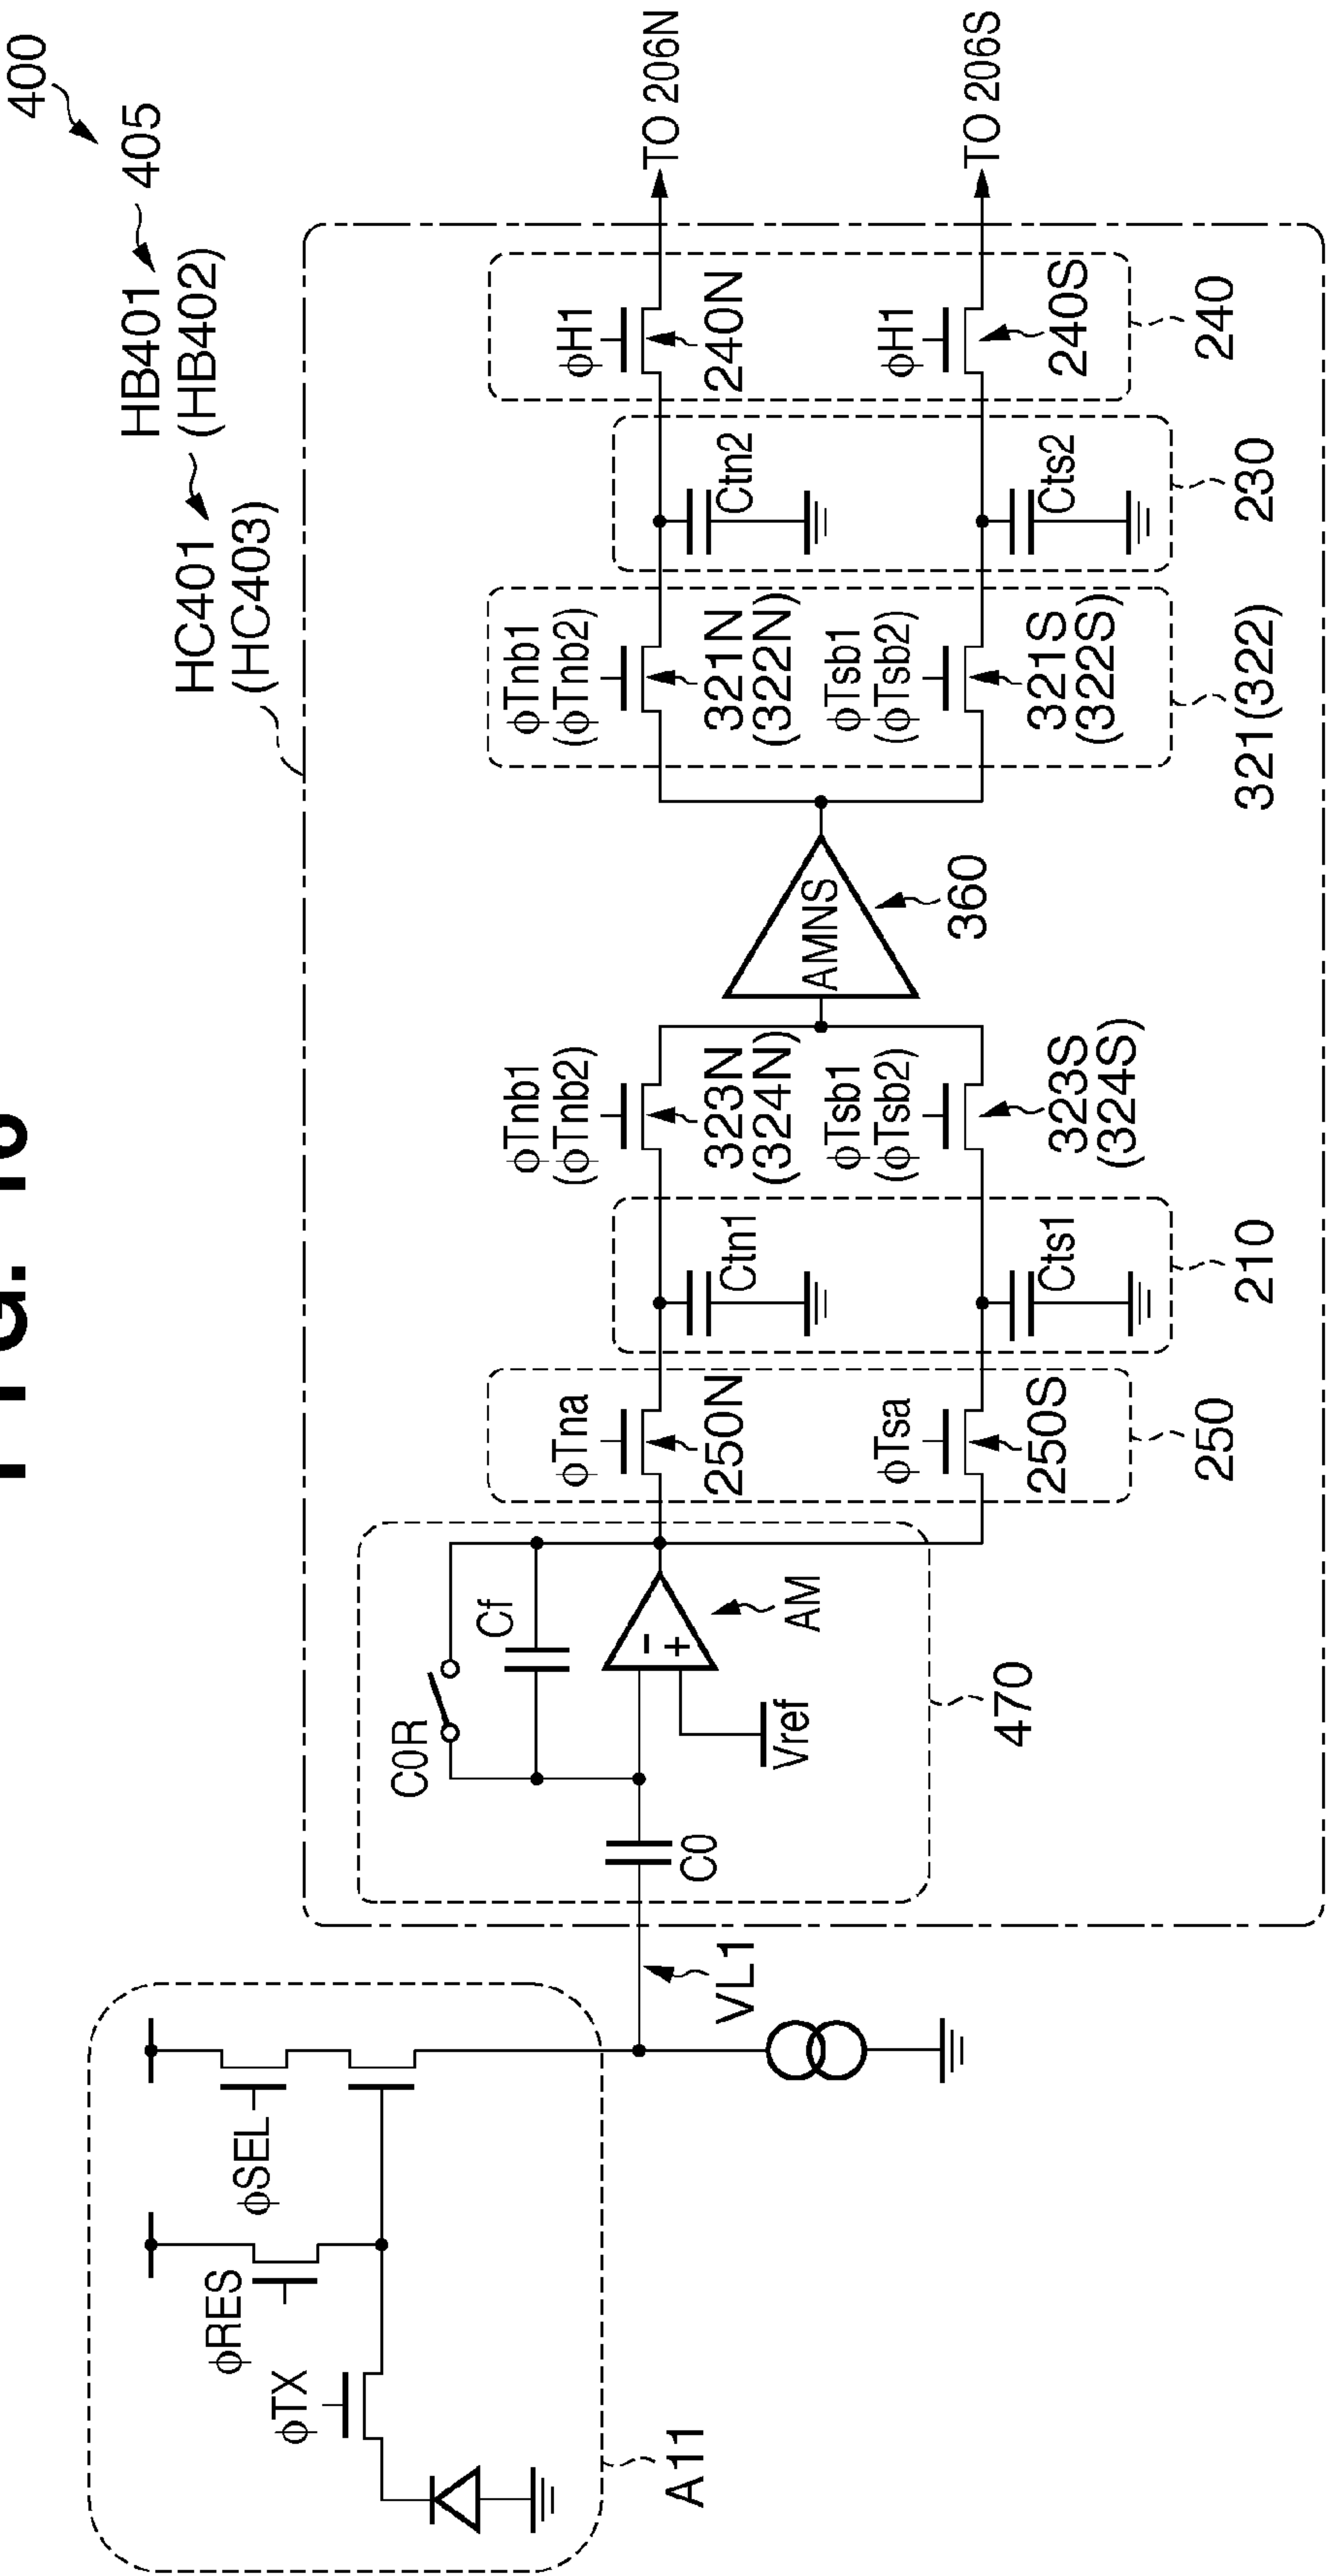 400
405
HB401
(HB402)
HC401
(HC403)
A11
φTX
φRES
φSEL
VL1
C0
C0R
Cf
Vref
AM
470
φTna
250N
φTsa
250S
250
Ctn1
Cts1
210
φTnb1
(φTnb2)
323N
(324N)
φTsb1
(φTsb2)
323S
(324S)
AMNS
360
φTnb1
(φTnb2)
321N
(322N)
φTsb1
(φTsb2)
321S
(322S)
321(322)
Ctn2
Cts2
230
φH1
240N
φH1
240S
240
TO 206N
TO 206S